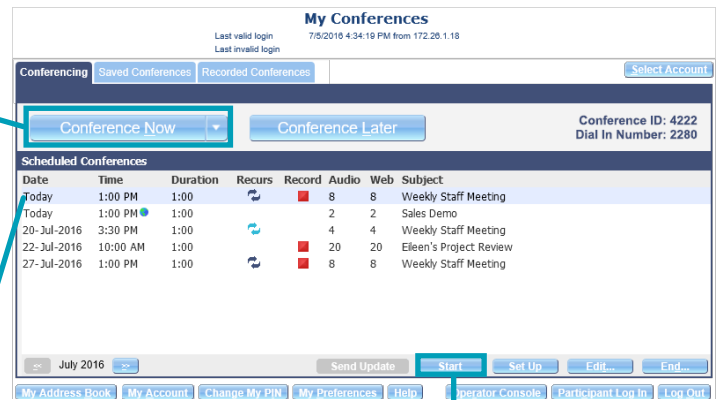 My Conferences
Last valid login 7/5/2016 4:34:19 PM from 172.26.1.18
Last invalid login
Conferencing Saved Conferences Recorded Conferences Select Account
Conference Now Conference Later
Conference ID: 4222
Dial In Number: 2280
Scheduled Conferences
Date Time Duration Recurs Record Audio Web Subject
Today 1:00 PM 1:00 8 8 Weekly Staff Meeting
Today 1:00 PM 1:00 2 2 Sales Demo
20-Jul-2016 3:30 PM 1:00 4 4 Weekly Staff Meeting
22-Jul-2016 10:00 AM 1:00 20 20 Eileen's Project Review
27-Jul-2016 1:00 PM 1:00 8 8 Weekly Staff Meeting
<< July 2016 >> Send Update Start Set Up Edit... End...
My Address Book My Account Change My PIN My Preferences Help Operator Console Participant Log In Log Out